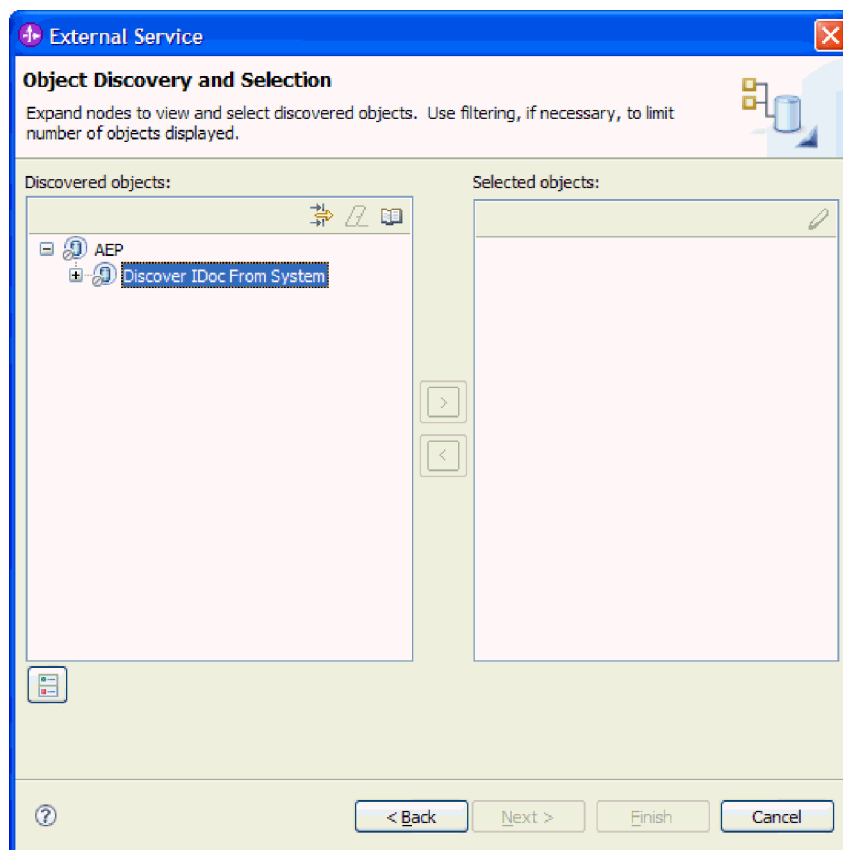 External Service
Object Discovery and Selection
Expand nodes to view and select discovered objects. Use filtering, if necessary, to limit
number of objects displayed.
Discovered objects:
Selected objects:
AEP
Discover IDoc From System
>
<
?
< Back
Next >
Finish
Cancel